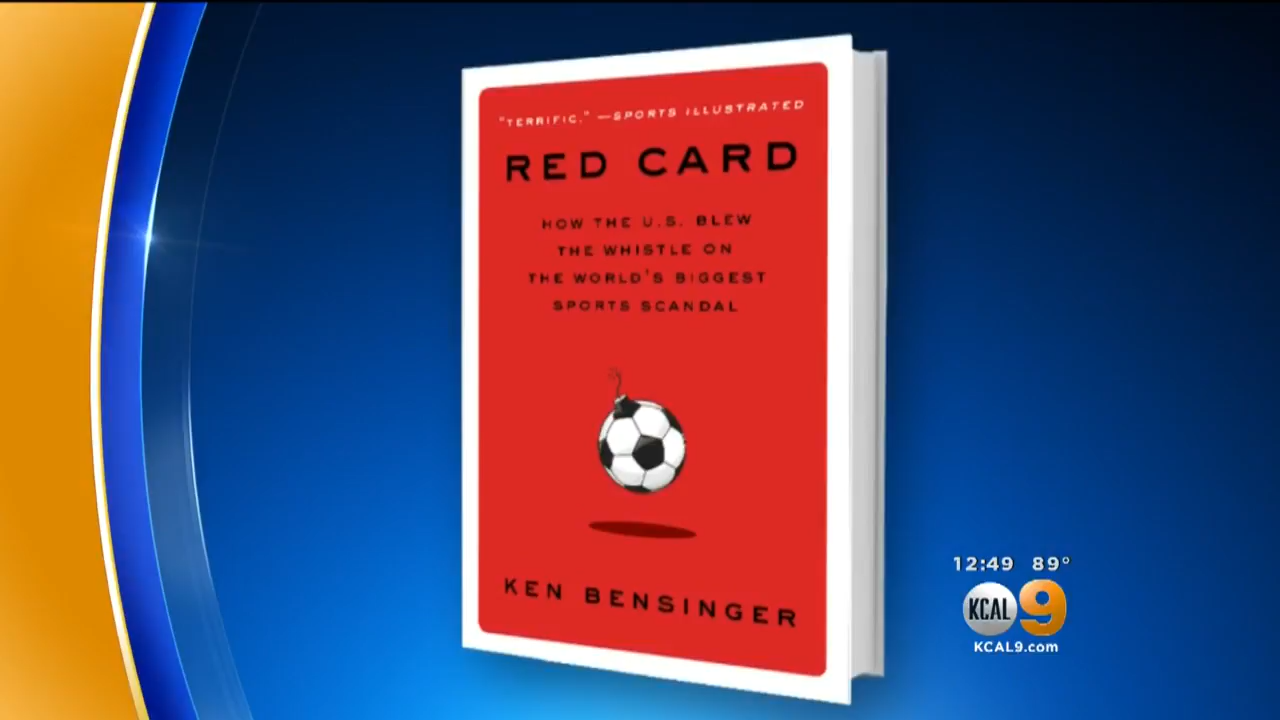 "TERRIFIC." —SPORTS ILLUSTRATED
RED CARD
HOW THE U.S. BLEW
THE WHISTLE ON
THE WORLD'S BIGGEST
SPORTS SCANDAL
KEN BENSINGER
12:49 89°
KCAL 9
KCAL9.com